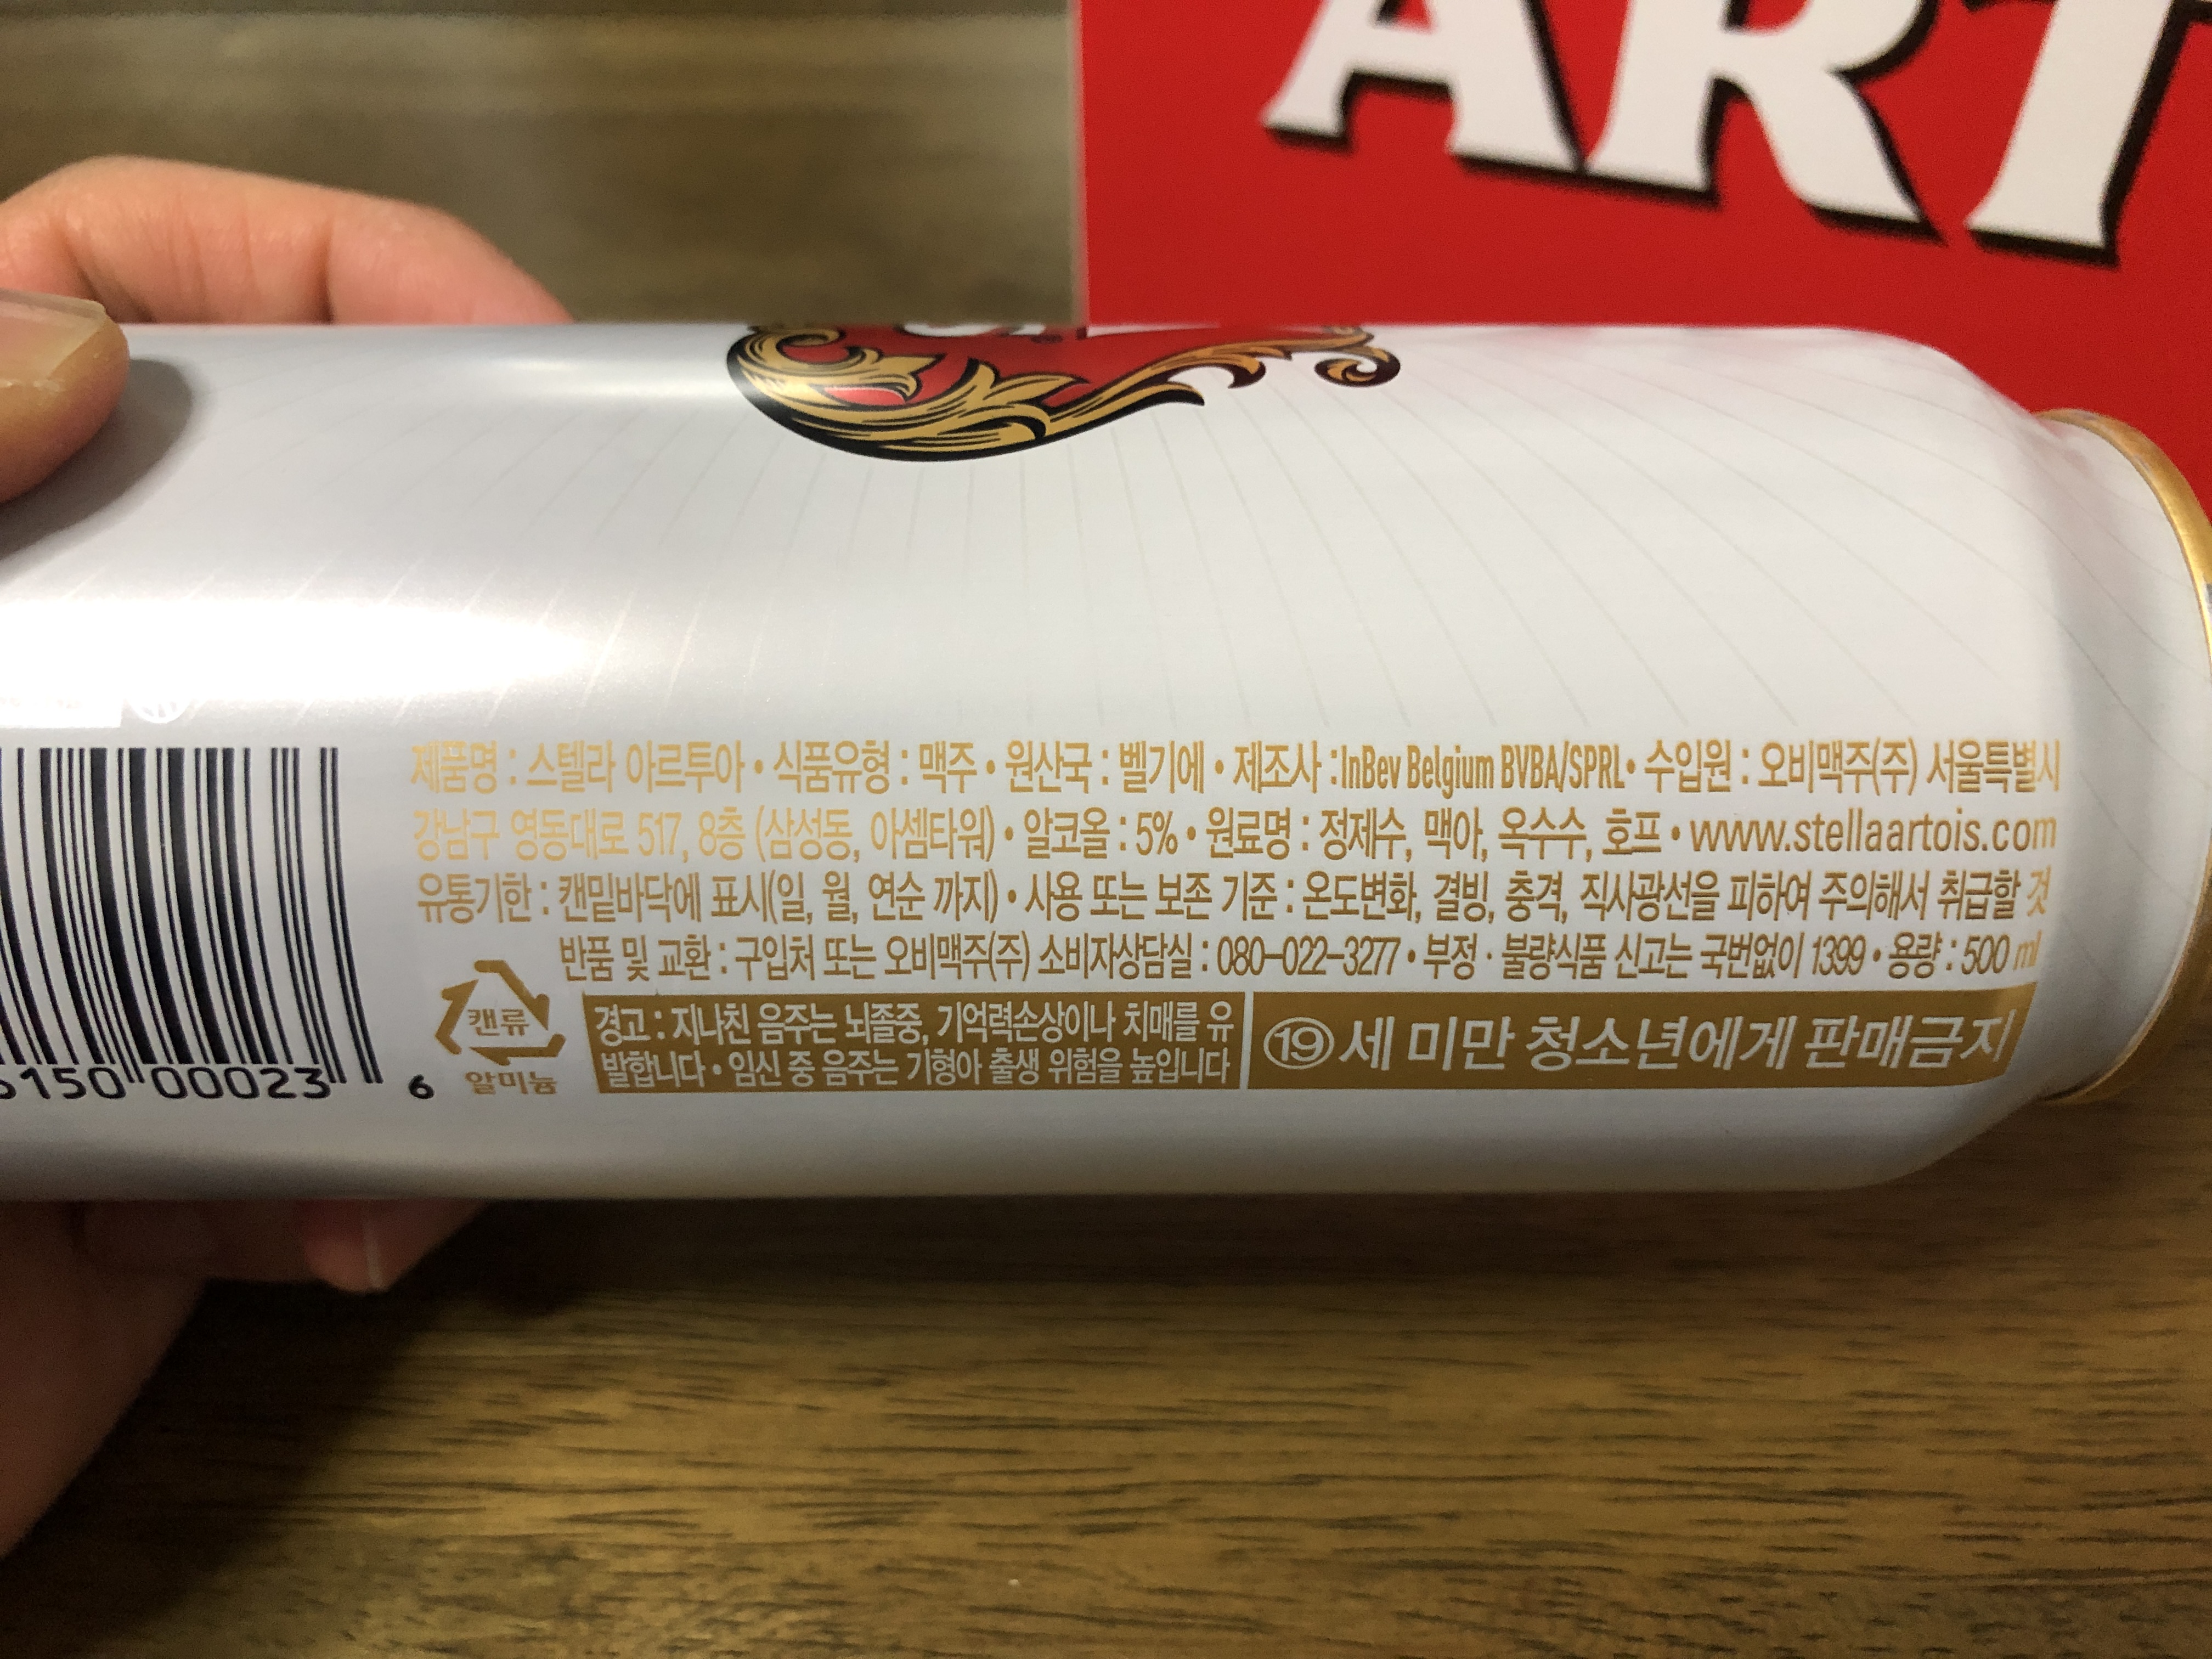 ART
제품명 : 스텔라 아르투아 • 식품유형 : 맥주 • 원산국 : 벨기에 • 제조사 :InBev Belgium BVBA/SPRL• 수입원 : 오비맥주(주) 서울특별시
강남구 영동대로 517, 8층 (삼성동, 아셈타워) • 알코올 : 5% • 원료명 : 정제수, 맥아, 옥수수, 호프 • www.stellaartois.com
유통기한 : 캔밑바닥에 표시(일, 월, 연순 까지) • 사용 또는 보존 기준 : 온도변화, 결빙, 충격, 직사광선을 피하여 주의해서 취급할 것
반품 및 교환 : 구입처 또는 오비맥주(주) 소비자상담실 : 080-022-3277 • 부정 · 불량식품 신고는 국번없이 1399 • 용량 : 500 ml
캔류
알미늄
경고 : 지나친 음주는 뇌졸중, 기억력손상이나 치매를 유
발합니다 • 임신 중 음주는 기형아 출생 위험을 높입니다
⑲세 미만 청소년에게 판매금지
150 00023 6